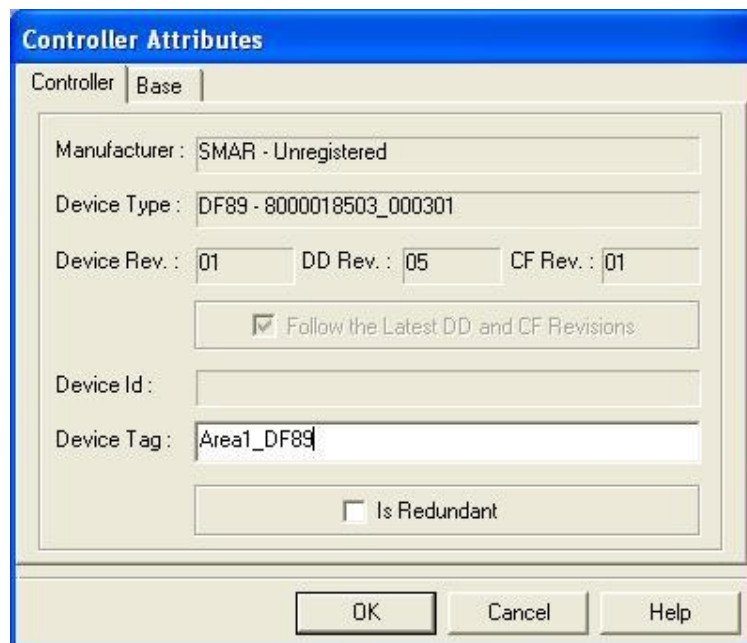 Controller Attributes
Controller Base
Manufacturer : SMAR - Unregistered
Device Type : DF89 - 8000018503_000301
Device Rev. : 01 DD Rev. : 05 CF Rev. : 01
Follow the Latest DD and CF Revisions
Device Id :
Device Tag : Area1_DF89
Is Redundant
OK Cancel Help